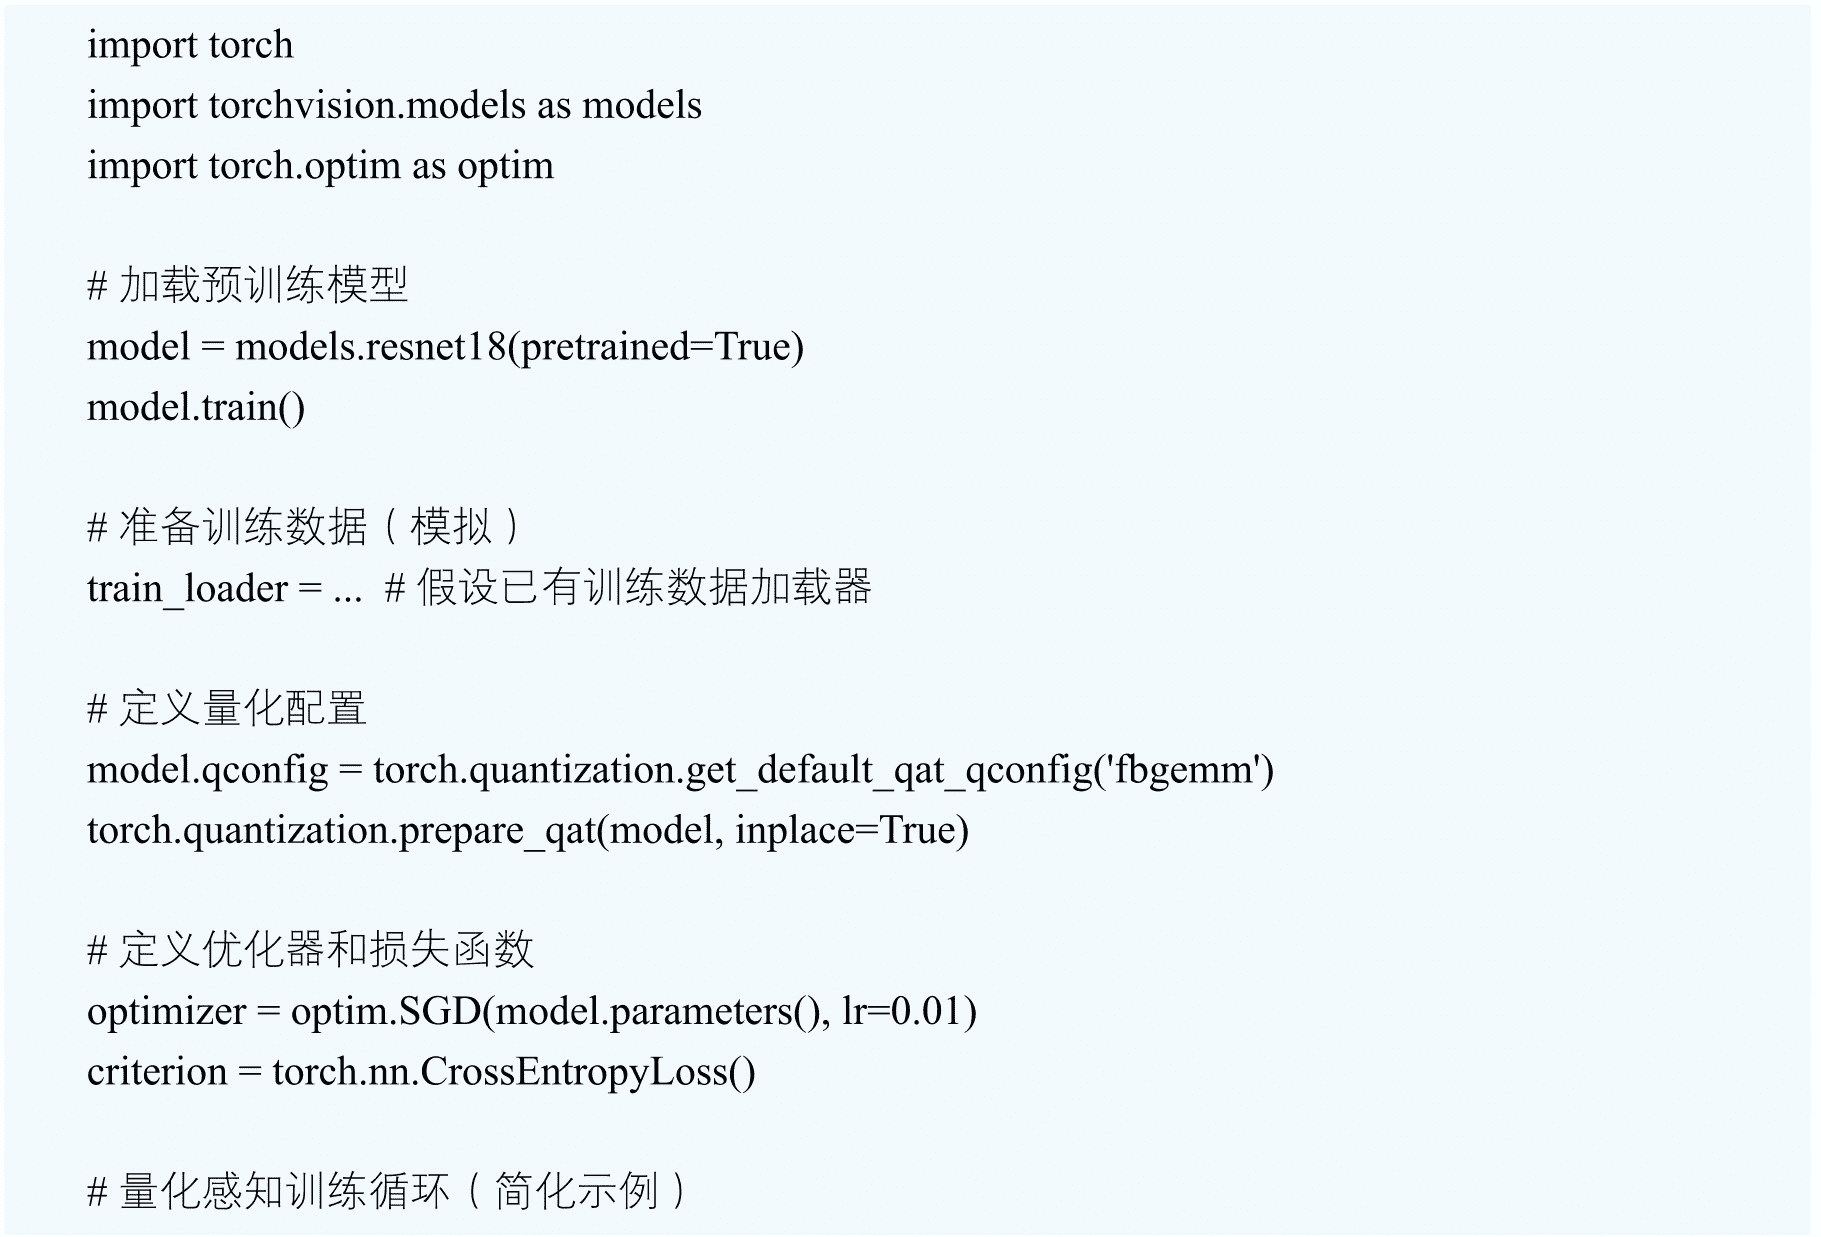 import torch
import torchvision.models as models
import torch.optim as optim
# 加载预训练模型
model = models.resnet18(pretrained=True)
model.train()
# 准备训练数据（模拟）
train_loader = ...  # 假设已有训练数据加载器
# 定义量化配置
model.qconfig = torch.quantization.get_default_qat_qconfig('fbgemm')
torch.quantization.prepare_qat(model, inplace=True)
# 定义优化器和损失函数
optimizer = optim.SGD(model.parameters(), lr=0.01)
criterion = torch.nn.CrossEntropyLoss()
# 量化感知训练循环（简化示例）